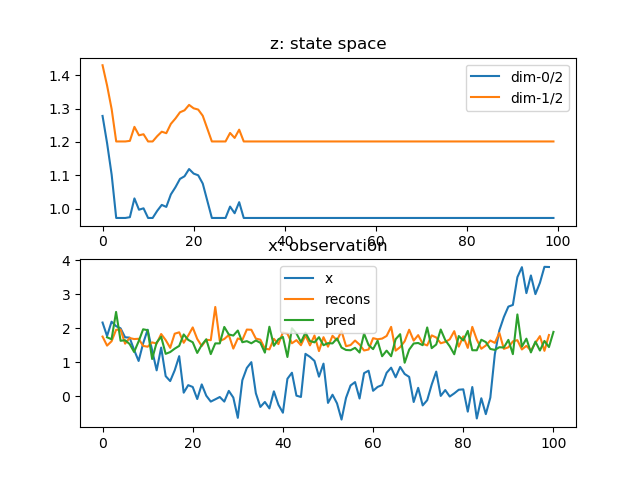 z: state space
1.4
1.3
1.2
1.1
1.0
dim-0/2
dim-1/2
0 20 40 60 80 100
x: observation
4
3
2
1
0
x
recons
pred
0 20 40 60 80 100